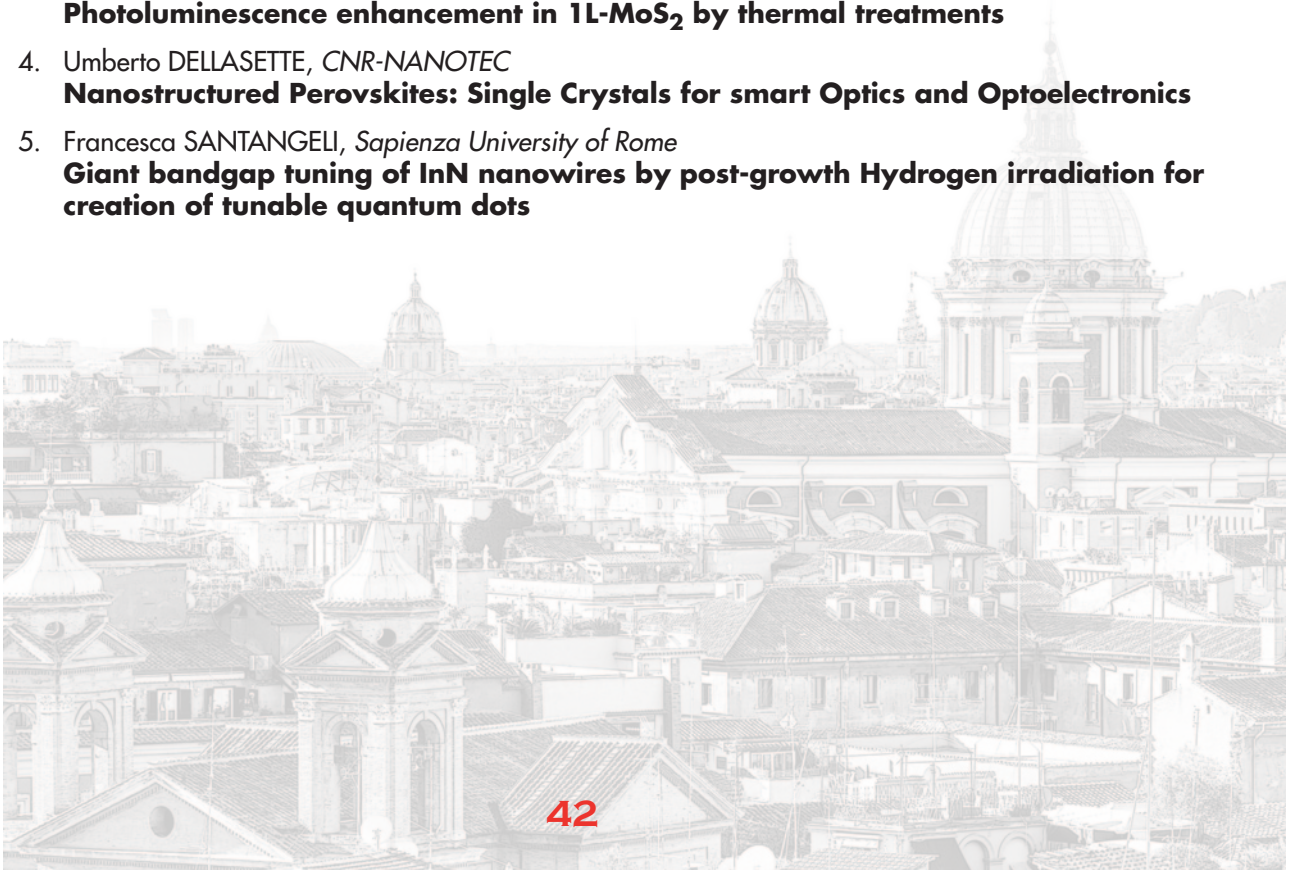 Photoluminescence enhancement in 1L-MoS₂ by thermal treatments
4. Umberto DELLASETTE, CNR-NANOTEC
Nanostructured Perovskites: Single Crystals for smart Optics and Optoelectronics
5. Francesca SANTANGELI, Sapienza University of Rome
Giant bandgap tuning of InN nanowires by post-growth Hydrogen irradiation for
creation of tunable quantum dots
42